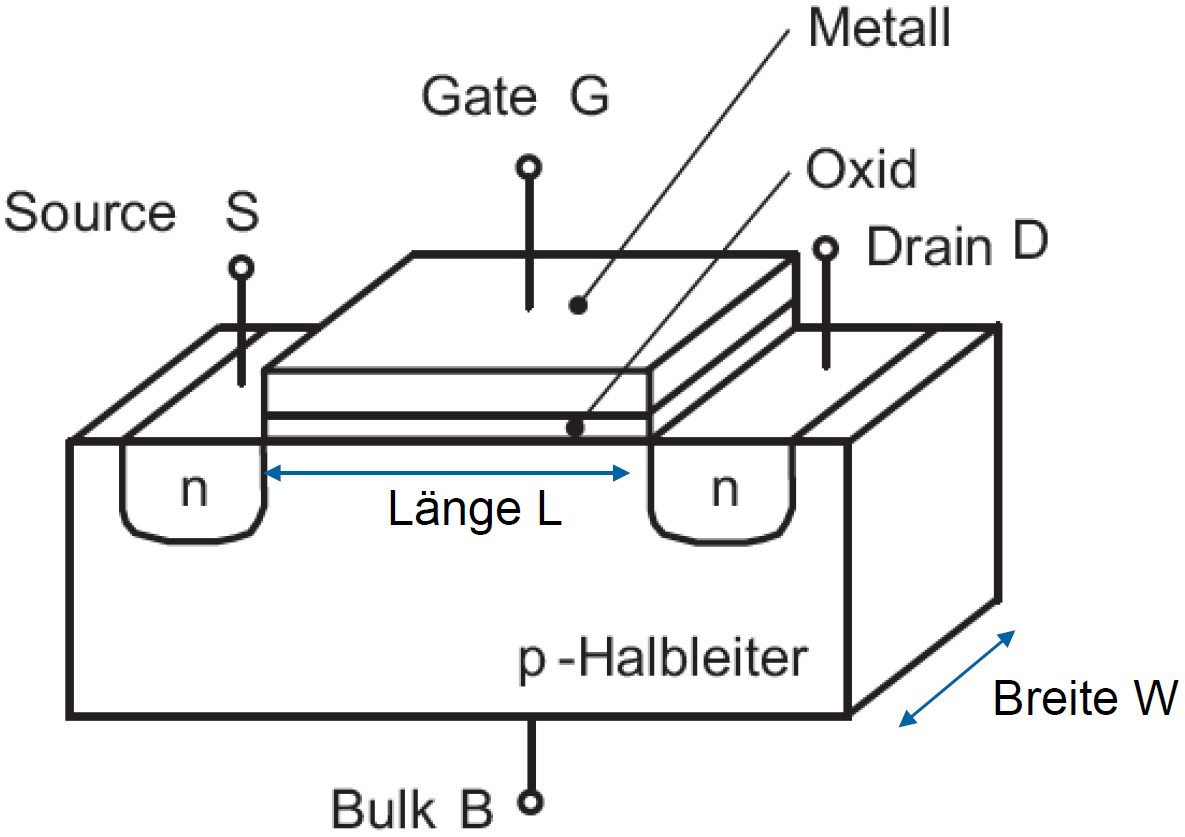 Metall
Gate G
Oxid
Source S
Drain D
n
n
Länge L
p-Halbleiter
Breite W
Bulk B